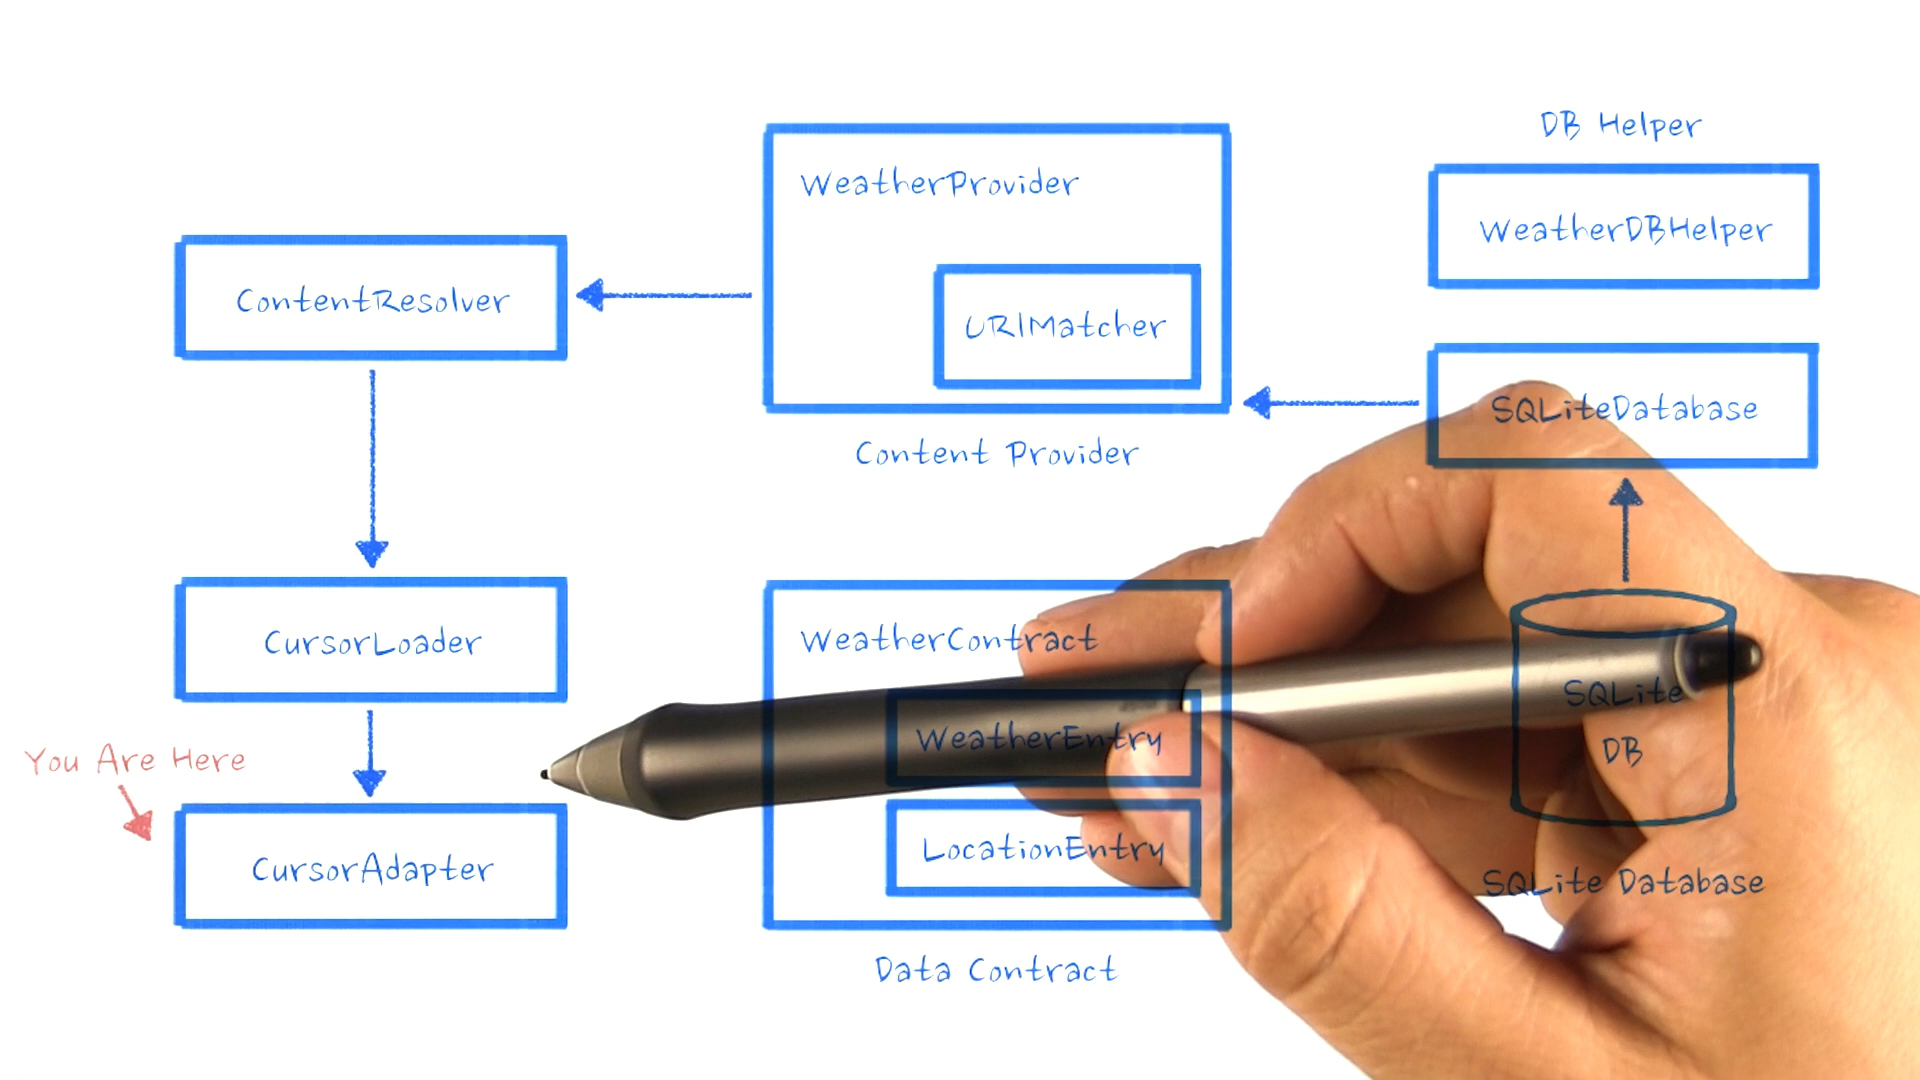 DB Helper
WeatherProvider
WeatherDBHelper
ContentResolver
URIMatcher
SQLiteDatabase
Content Provider
CursorLoader
WeatherContract
SQLite
DB
WeatherEntry
You Are Here
LocationEntry
CursorAdapter
SQLite Database
Data Contract